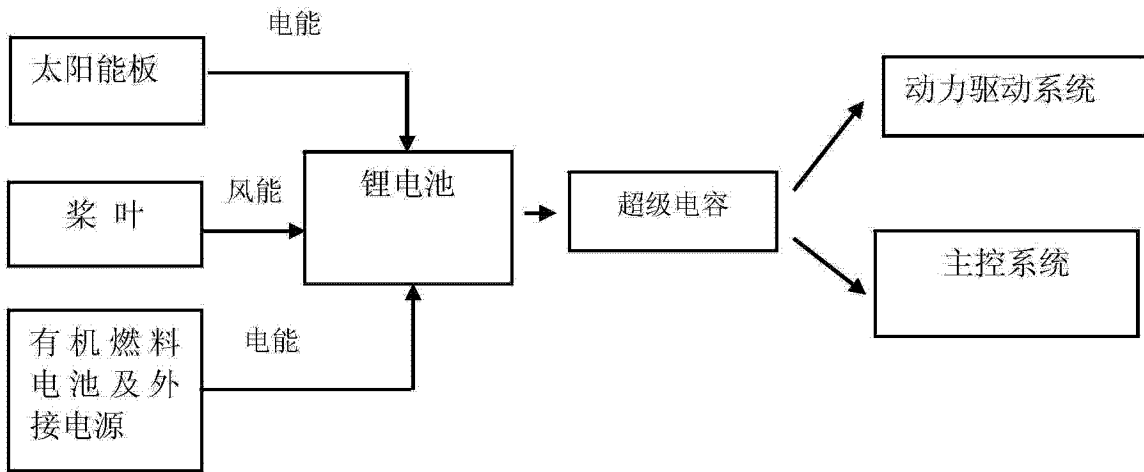 电能
太阳能板
动力驱动系统
锂电池
风能
桨 叶
超级电容
主控系统
有机燃料
电池及外
接电源
电能